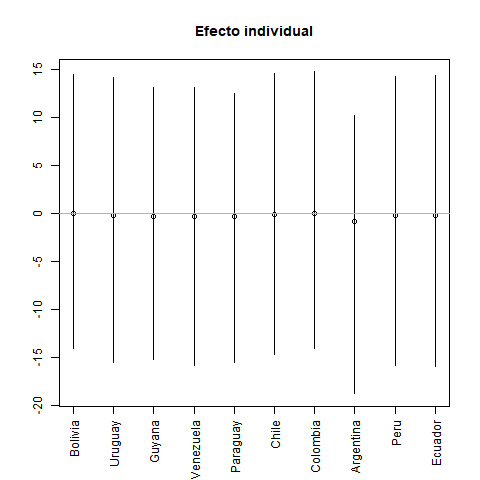 Efecto individual
15
10
5
0
-5
-10
-15
-20
Bolivia
Uruguay
Guyana
Venezuela
Paraguay
Chile
Colombia
Argentina
Peru
Ecuador